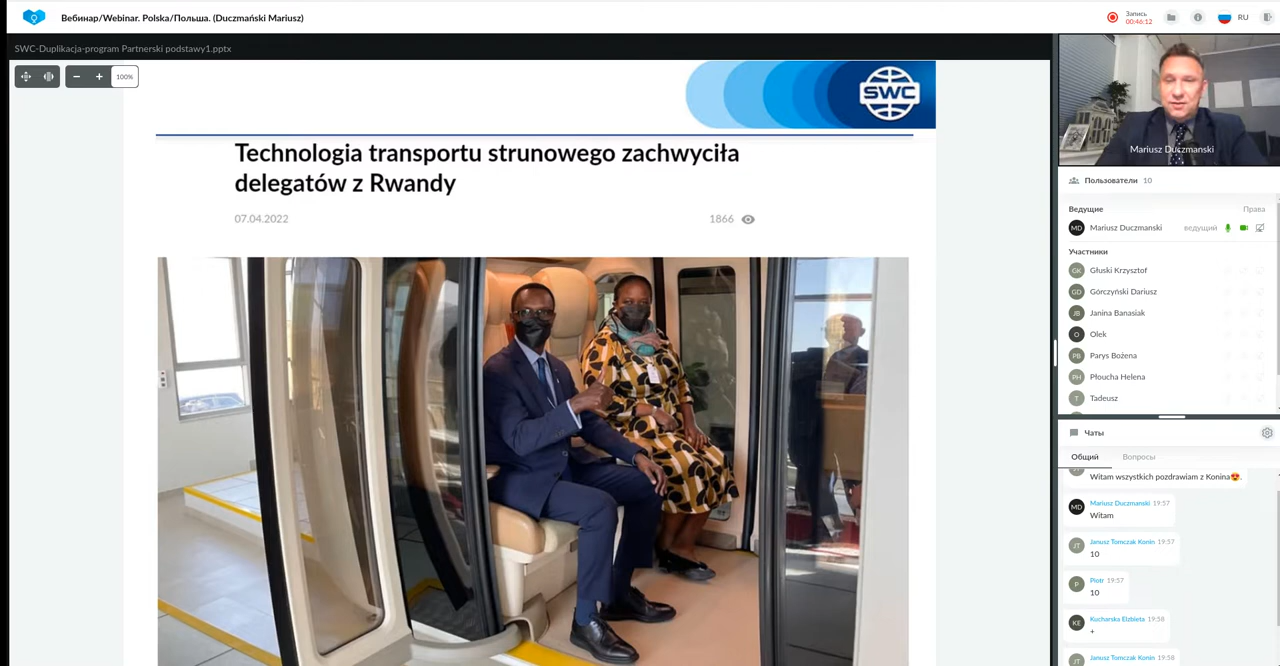 Вебинар/Webinar. Polska/Польша. (Duczmański Mariusz)
Запись
00:46:12
RU
SWC-Duplikacja-program Partnerski podstawy1.pptx
100%
SWC
Technologia transportu strunowego zachwyciła
delegatów z Rwandy
07.04.2022
1866
Mariusz Duczmanski
Пользователи 10
Ведущие
Права
MD Mariusz Duczmanski ведущий
Участники
GK Głuski Krzysztof
GD Górczyński Dariusz
JB Janina Banasiak
O Olek
PB Parys Bożena
PH Płoucha Helena
T Tadeusz
Чаты
Общий Вопросы
Witam wszystkich pozdrawiam z Konina😍.
MD Mariusz Duczmanski 19:57
Witam
JT Janusz Tomczak Konin 19:57
10
P Piotr 19:57
10
KE Kucharska Elzbieta 19:58
+
JT Janusz Tomczak Konin 19:58